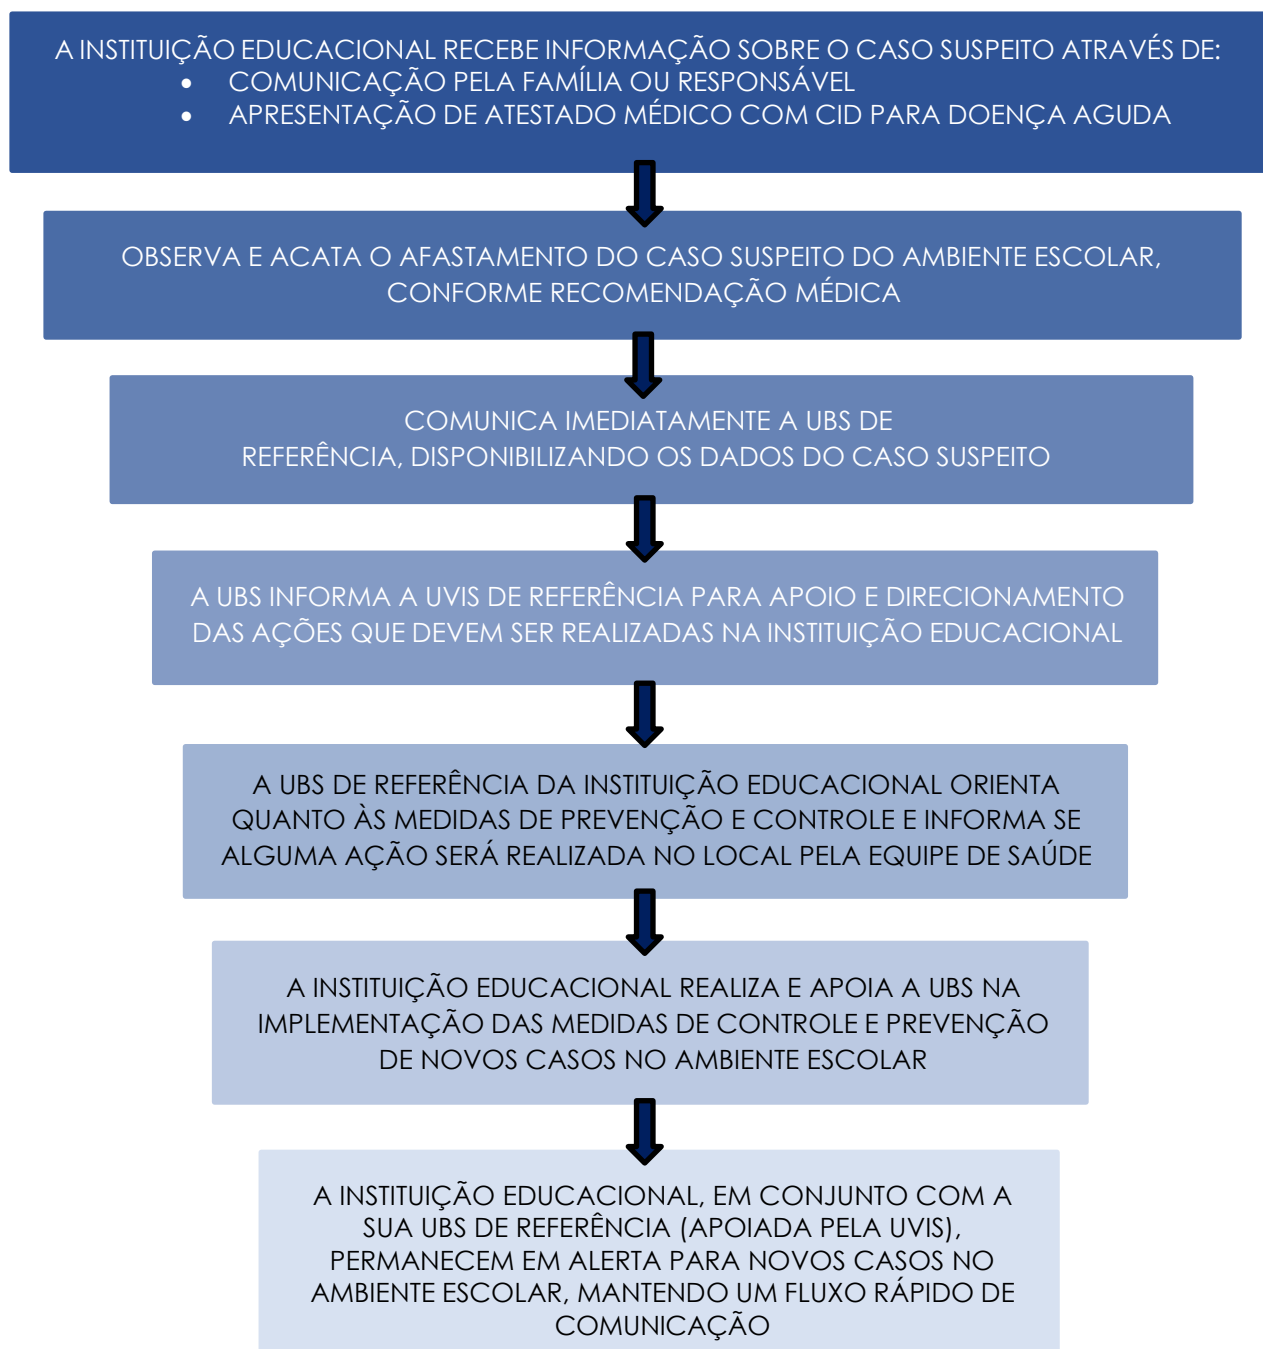 A INSTITUIÇÃO EDUCACIONAL RECEBE INFORMAÇÃO SOBRE O CASO SUSPEITO ATRAVÉS DE:
• COMUNICAÇÃO PELA FAMÍLIA OU RESPONSÁVEL
• APRESENTAÇÃO DE ATESTADO MÉDICO COM CID PARA DOENÇA AGUDA
OBSERVA E ACATA O AFASTAMENTO DO CASO SUSPEITO DO AMBIENTE ESCOLAR,
CONFORME RECOMENDAÇÃO MÉDICA
COMUNICA IMEDIATAMENTE A UBS DE
REFERÊNCIA, DISPONIBILIZANDO OS DADOS DO CASO SUSPEITO
A UBS INFORMA A UVIS DE REFERÊNCIA PARA APOIO E DIRECIONAMENTO
DAS AÇÕES QUE DEVEM SER REALIZADAS NA INSTITUIÇÃO EDUCACIONAL
A UBS DE REFERÊNCIA DA INSTITUIÇÃO EDUCACIONAL ORIENTA
QUANTO ÀS MEDIDAS DE PREVENÇÃO E CONTROLE E INFORMA SE
ALGUMA AÇÃO SERÁ REALIZADA NO LOCAL PELA EQUIPE DE SAÚDE
A INSTITUIÇÃO EDUCACIONAL REALIZA E APOIA A UBS NA
IMPLEMENTAÇÃO DAS MEDIDAS DE CONTROLE E PREVENÇÃO
DE NOVOS CASOS NO AMBIENTE ESCOLAR
A INSTITUIÇÃO EDUCACIONAL, EM CONJUNTO COM A
SUA UBS DE REFERÊNCIA (APOIADA PELA UVIS),
PERMANECEM EM ALERTA PARA NOVOS CASOS NO
AMBIENTE ESCOLAR, MANTENDO UM FLUXO RÁPIDO DE
COMUNICAÇÃO